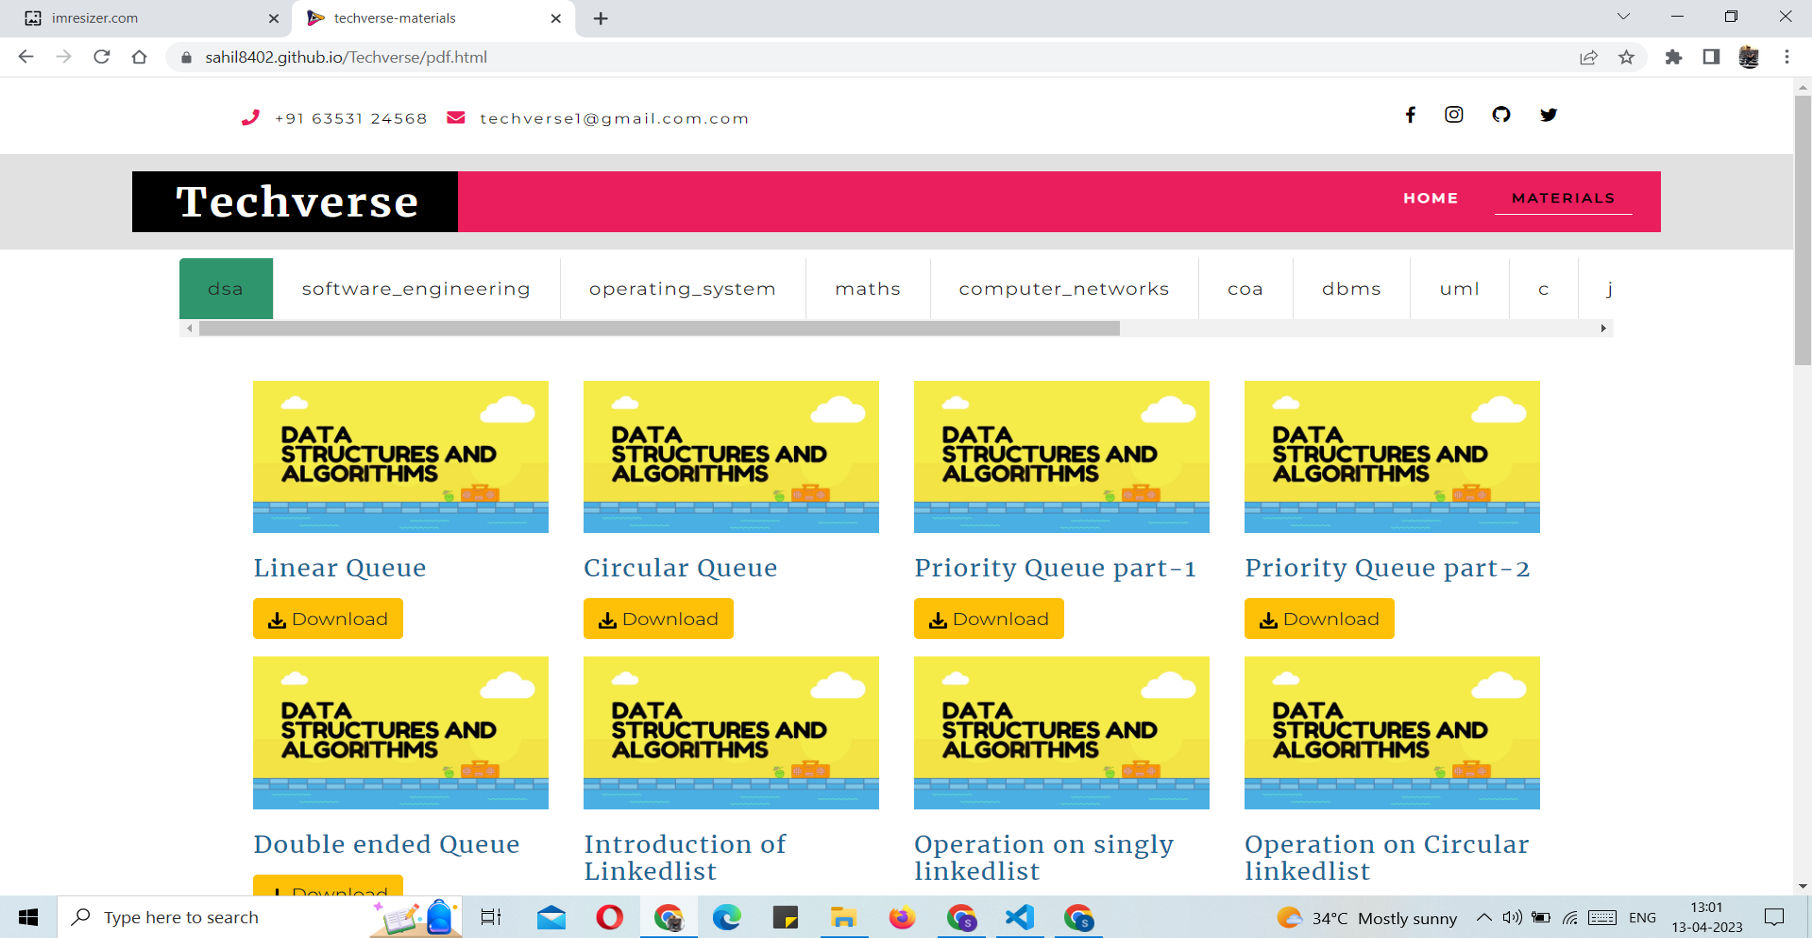 imresizer.com
techverse-materials
sahil8402.github.io/Techverse/pdf.html
+91 63531 24568 techverse1@gmail.com.com
Techverse
HOME MATERIALS
dsa software_engineering operating_system maths computer_networks coa dbms uml c j
DATA
STRUCTURES AND
ALGORITHMS
DATA
STRUCTURES AND
ALGORITHMS
DATA
STRUCTURES AND
ALGORITHMS
DATA
STRUCTURES AND
ALGORITHMS
Linear Queue
Circular Queue
Priority Queue part-1
Priority Queue part-2
Download
Download
Download
Download
DATA
STRUCTURES AND
ALGORITHMS
DATA
STRUCTURES AND
ALGORITHMS
DATA
STRUCTURES AND
ALGORITHMS
DATA
STRUCTURES AND
ALGORITHMS
Double ended Queue
Introduction of
Linkedlist
Operation on singly
linkedlist
Operation on Circular
linkedlist
Download
Type here to search
S
S
34°C Mostly sunny
ENG
13:01
13-04-2023